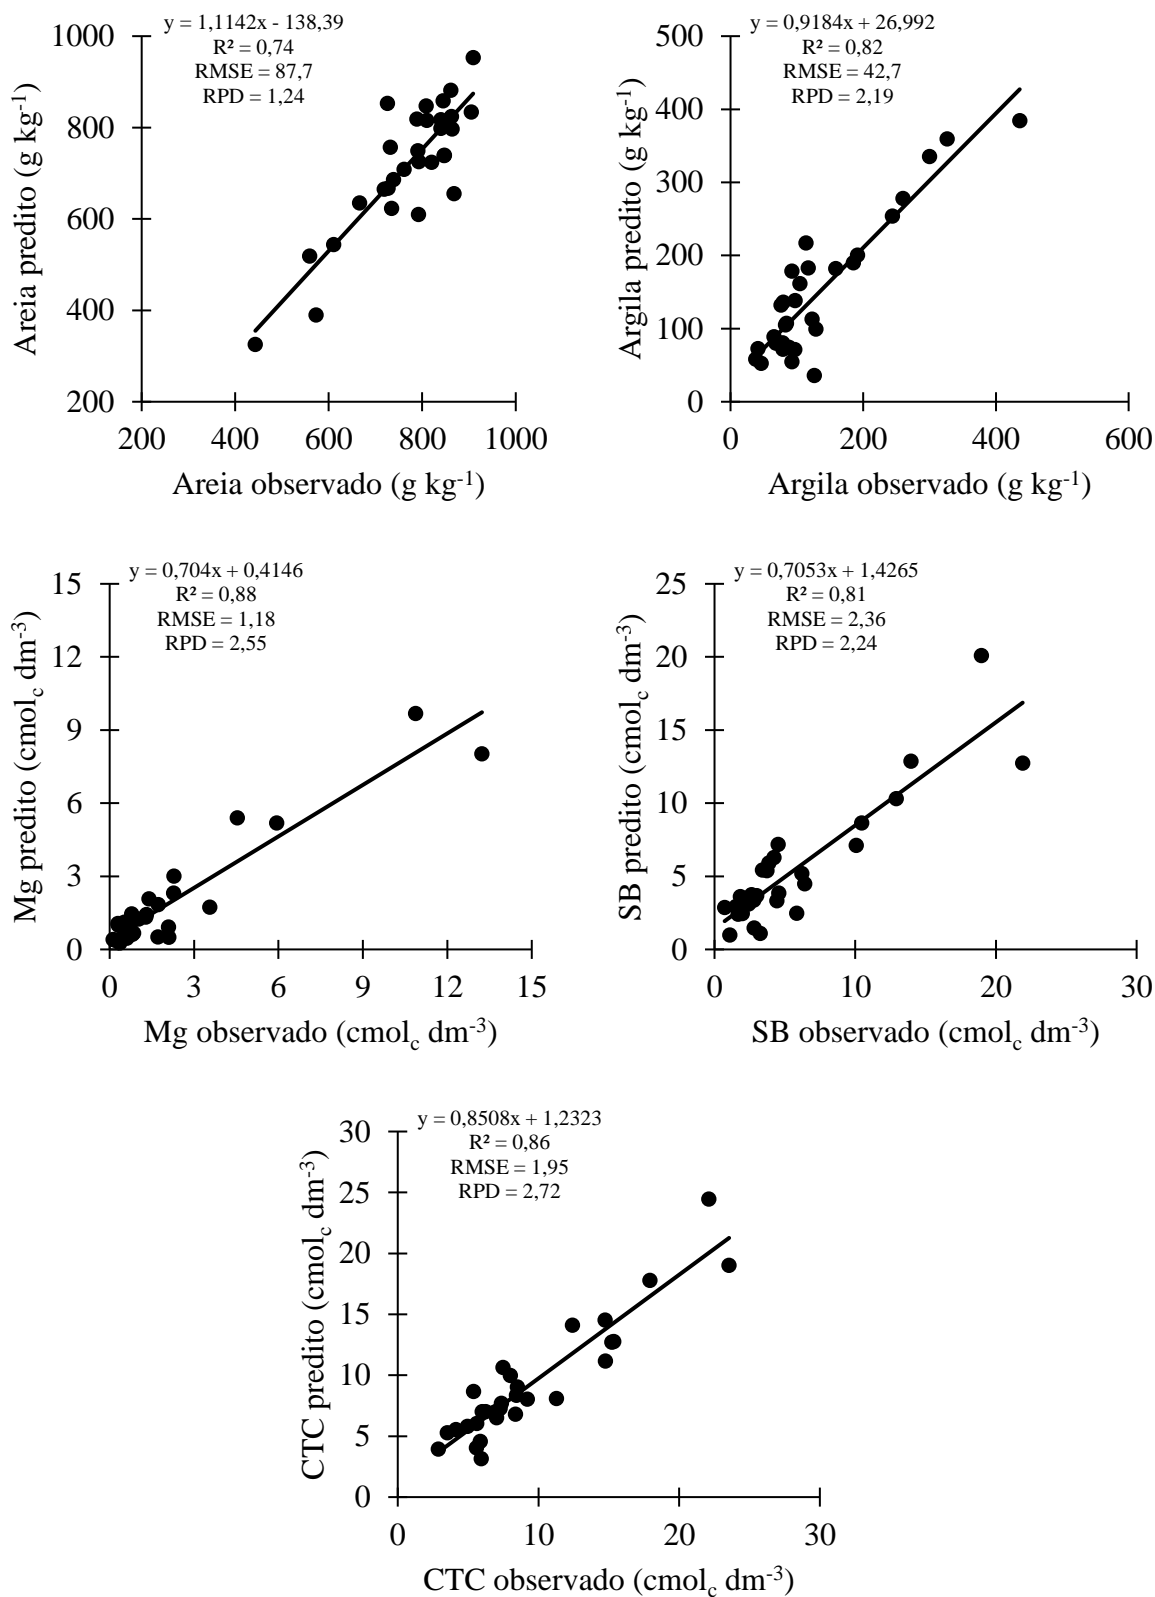 y = 1,1142x - 138,39
R² = 0,74
RMSE = 87,7
RPD = 1,24
1000
800
600
400
200
200 400 600 800 1000
Areia predito (g kg⁻¹)
Areia observado (g kg⁻¹)
y = 0,9184x + 26,992
R² = 0,82
RMSE = 42,7
RPD = 2,19
500
400
300
200
100
0
0 200 400 600
Argila predito (g kg⁻¹)
Argila observado (g kg⁻¹)
y = 0,704x + 0,4146
R² = 0,88
RMSE = 1,18
RPD = 2,55
15
12
9
6
3
0
0 3 6 9 12 15
Mg predito (cmol_c dm⁻³)
Mg observado (cmol_c dm⁻³)
y = 0,7053x + 1,4265
R² = 0,81
RMSE = 2,36
RPD = 2,24
25
20
15
10
5
0
0 10 20 30
SB predito (cmol_c dm⁻³)
SB observado (cmol_c dm⁻³)
y = 0,8508x + 1,2323
R² = 0,86
RMSE = 1,95
RPD = 2,72
30
25
20
15
10
5
0
0 10 20 30
CTC predito (cmol_c dm⁻³)
CTC observado (cmol_c dm⁻³)